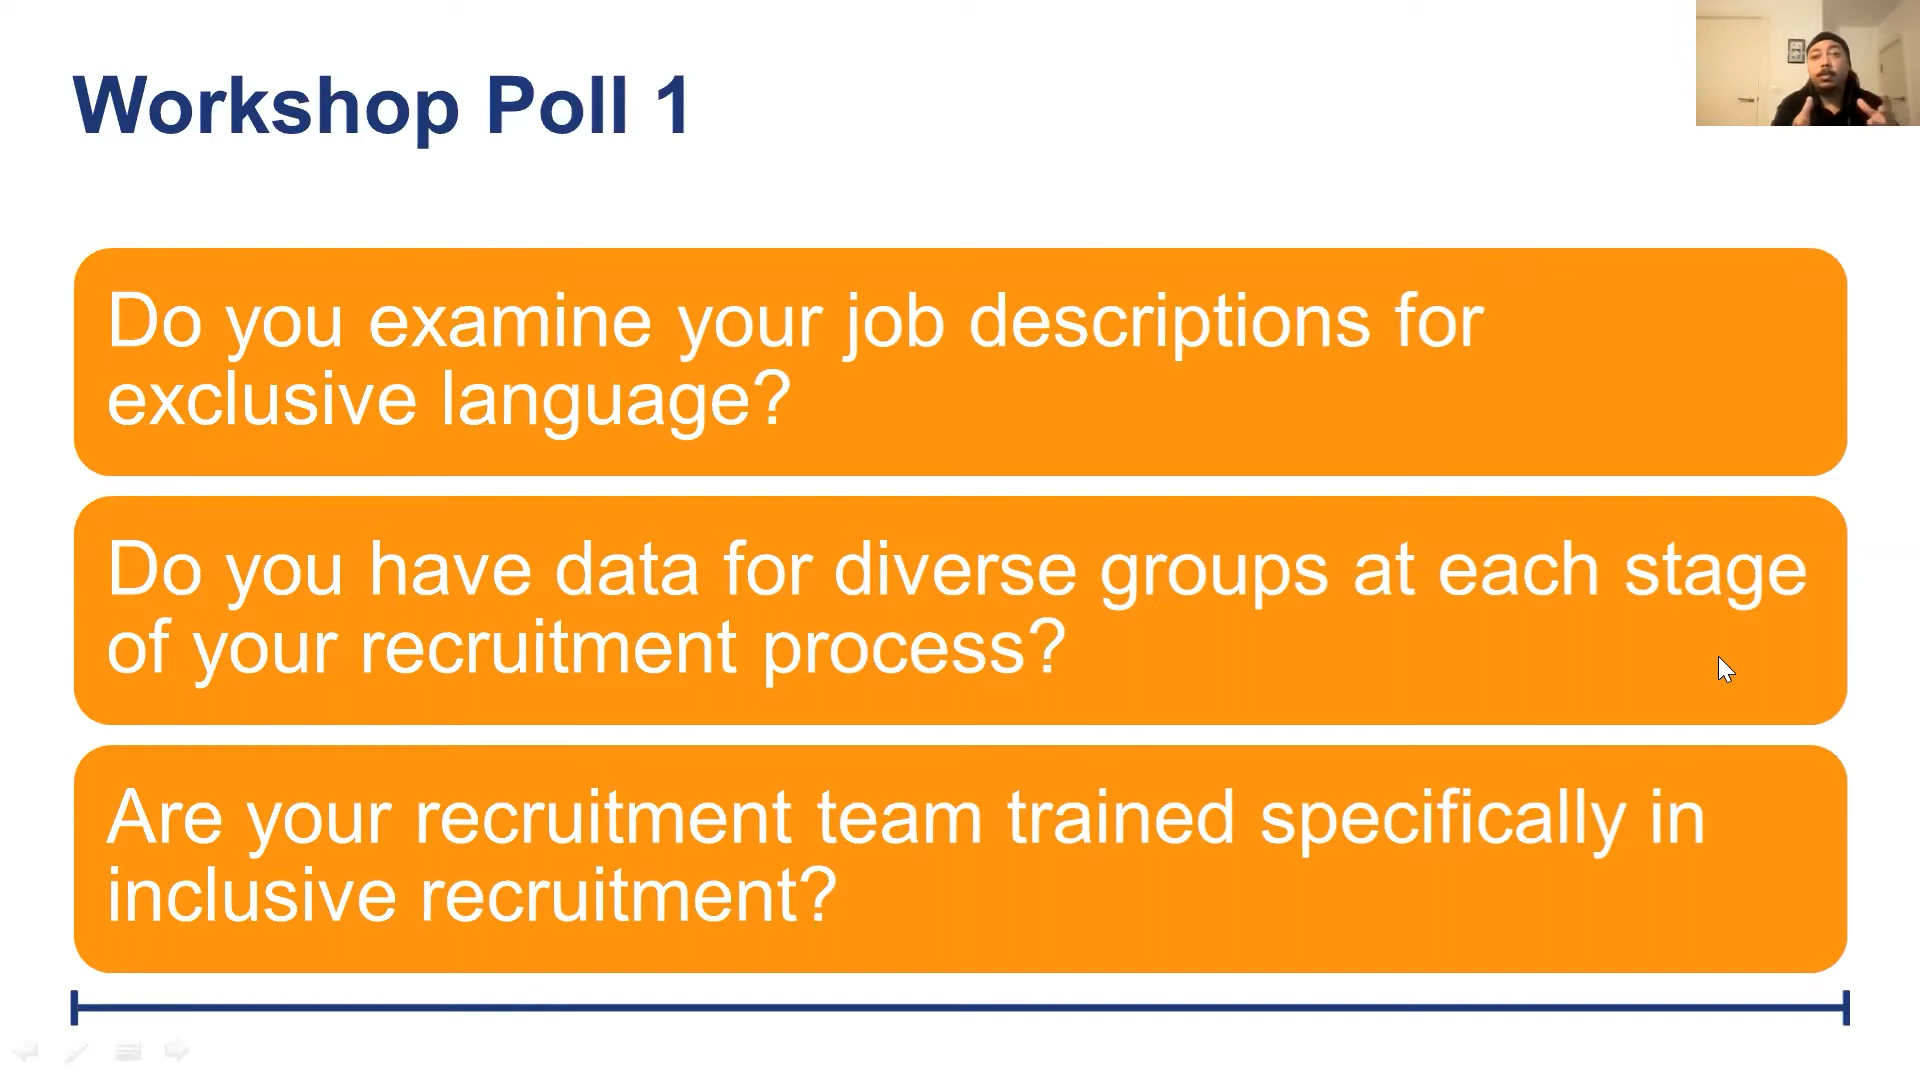 Workshop Poll 1
Do you examine your job descriptions for
exclusive language?
Do you have data for diverse groups at each stage
of your recruitment process?
Are your recruitment team trained specifically in
inclusive recruitment?